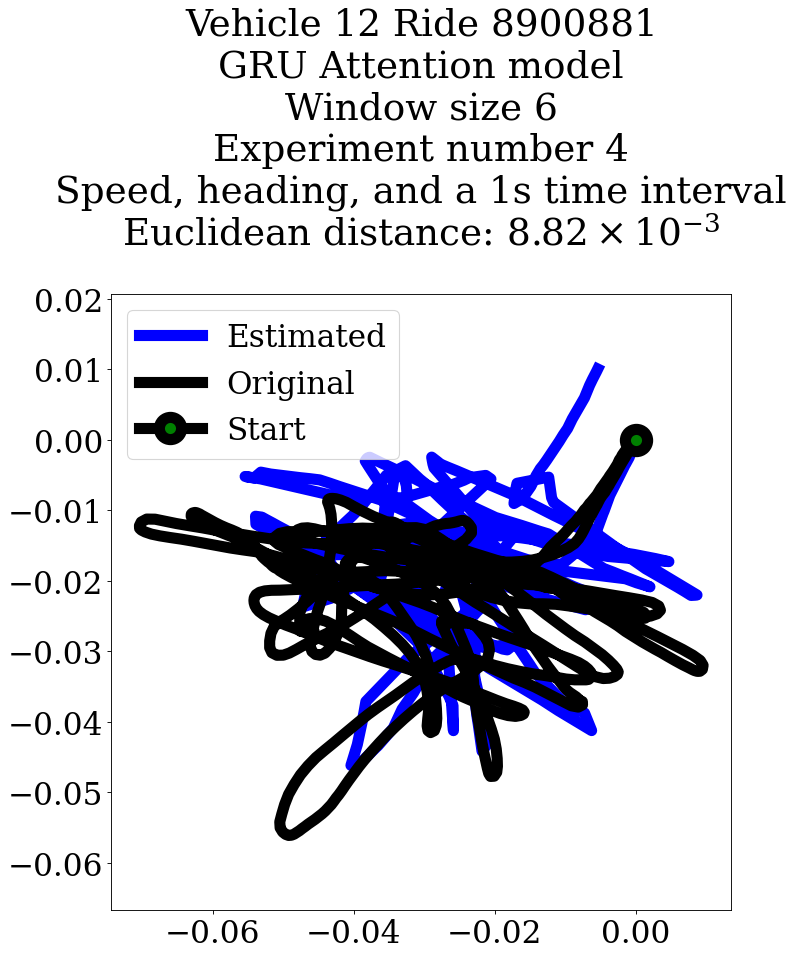 Vehicle 12 Ride 8900881
GRU Attention model
Window size 6
Experiment number 4
Speed, heading, and a 1s time interval
Euclidean distance: 8.82 × 10⁻³
0.02
0.01
0.00
−0.01
−0.02
−0.03
−0.04
−0.05
−0.06
Estimated
Original
Start
−0.06 −0.04 −0.02 0.00